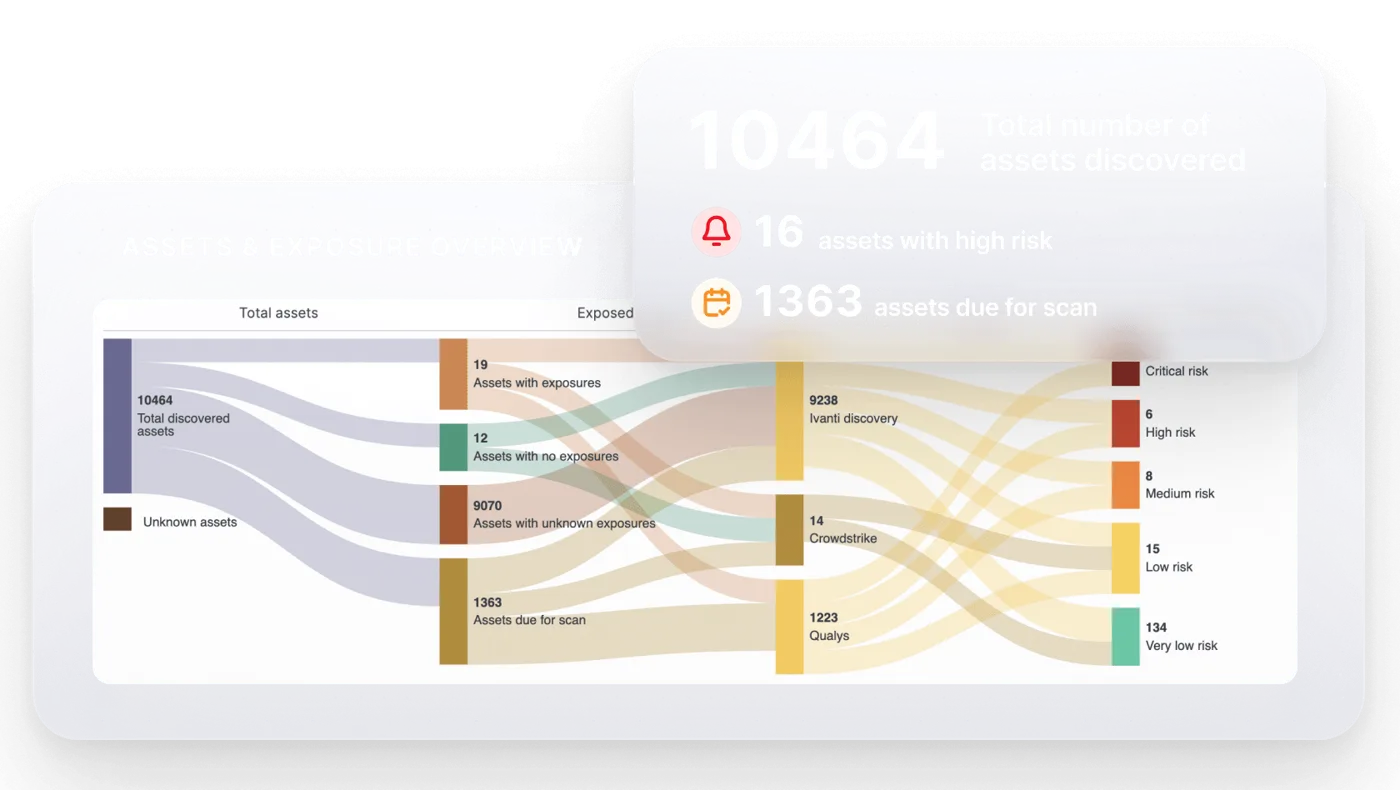 10464
Total number of
assets discovered
16 assets with high risk
1363 assets due for scan
ASSETS & EXPOSURE OVERVIEW
Total assets
Exposed
10464
Total discovered
assets
Unknown assets
19
Assets with exposures
12
Assets with no exposures
9070
Assets with unknown exposures
1363
Assets due for scan
9238
Ivanti discovery
14
Crowdstrike
1223
Qualys
Critical risk
6
High risk
8
Medium risk
15
Low risk
134
Very low risk